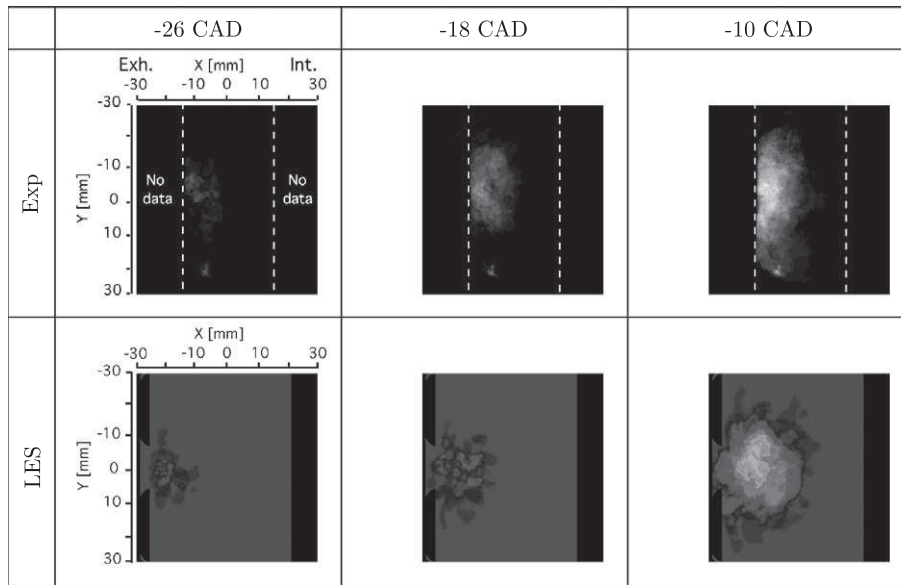 -26 CAD
-18 CAD
-10 CAD
Exp
Exh. X [mm] Int.
-30 -10 0 10 30
-30
-10
0
10
30
Y [mm]
No data
No data
LES
X [mm]
-30 -10 0 10 30
-30
-10
0
10
30
Y [mm]